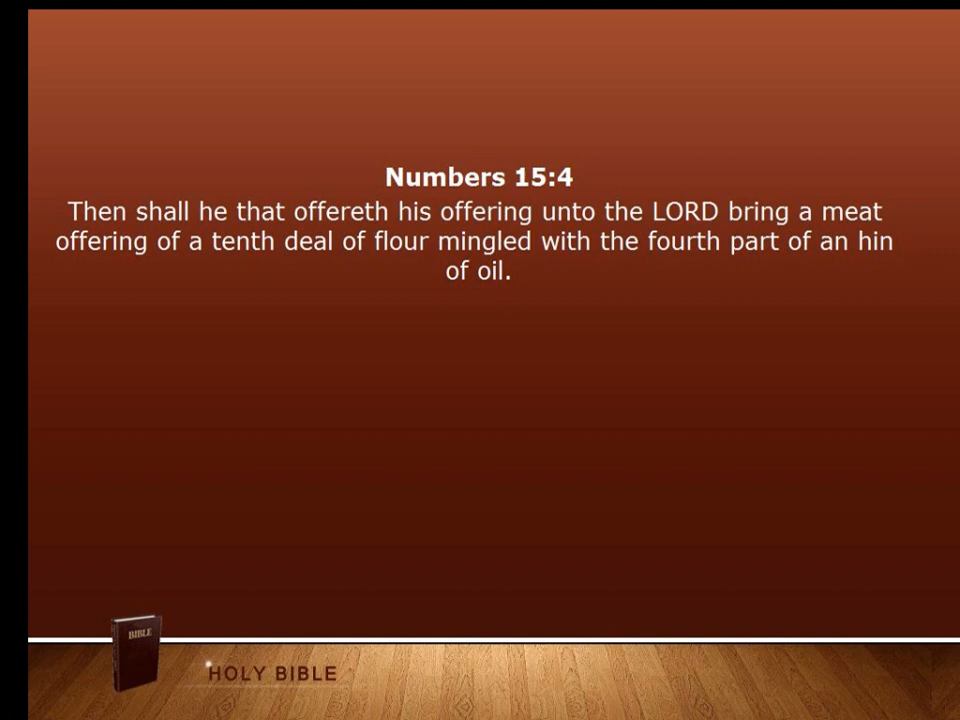 Numbers 15:4
Then shall he that offereth his offering unto the LORD bring a meat
offering of a tenth deal of flour mingled with the fourth part of an hin
of oil.
BIBLE
HOLY BIBLE